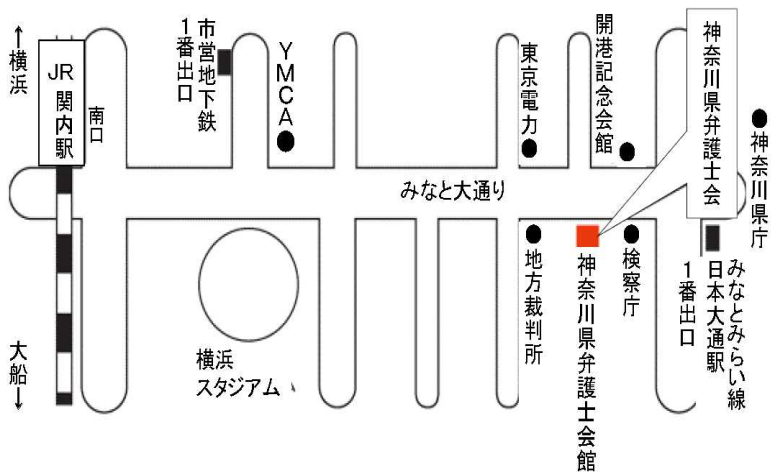 ←横浜
JR
関内駅
南口
市営地下鉄
1番出口
YMCA
東京電力
開港記念会館
神奈川県弁護士会
神奈川県庁
みなと大通り
大船→
横浜
スタジアム
地方裁判所
神奈川県弁護士会館
検察庁
みなとみらい線
日本大通駅
1番出口